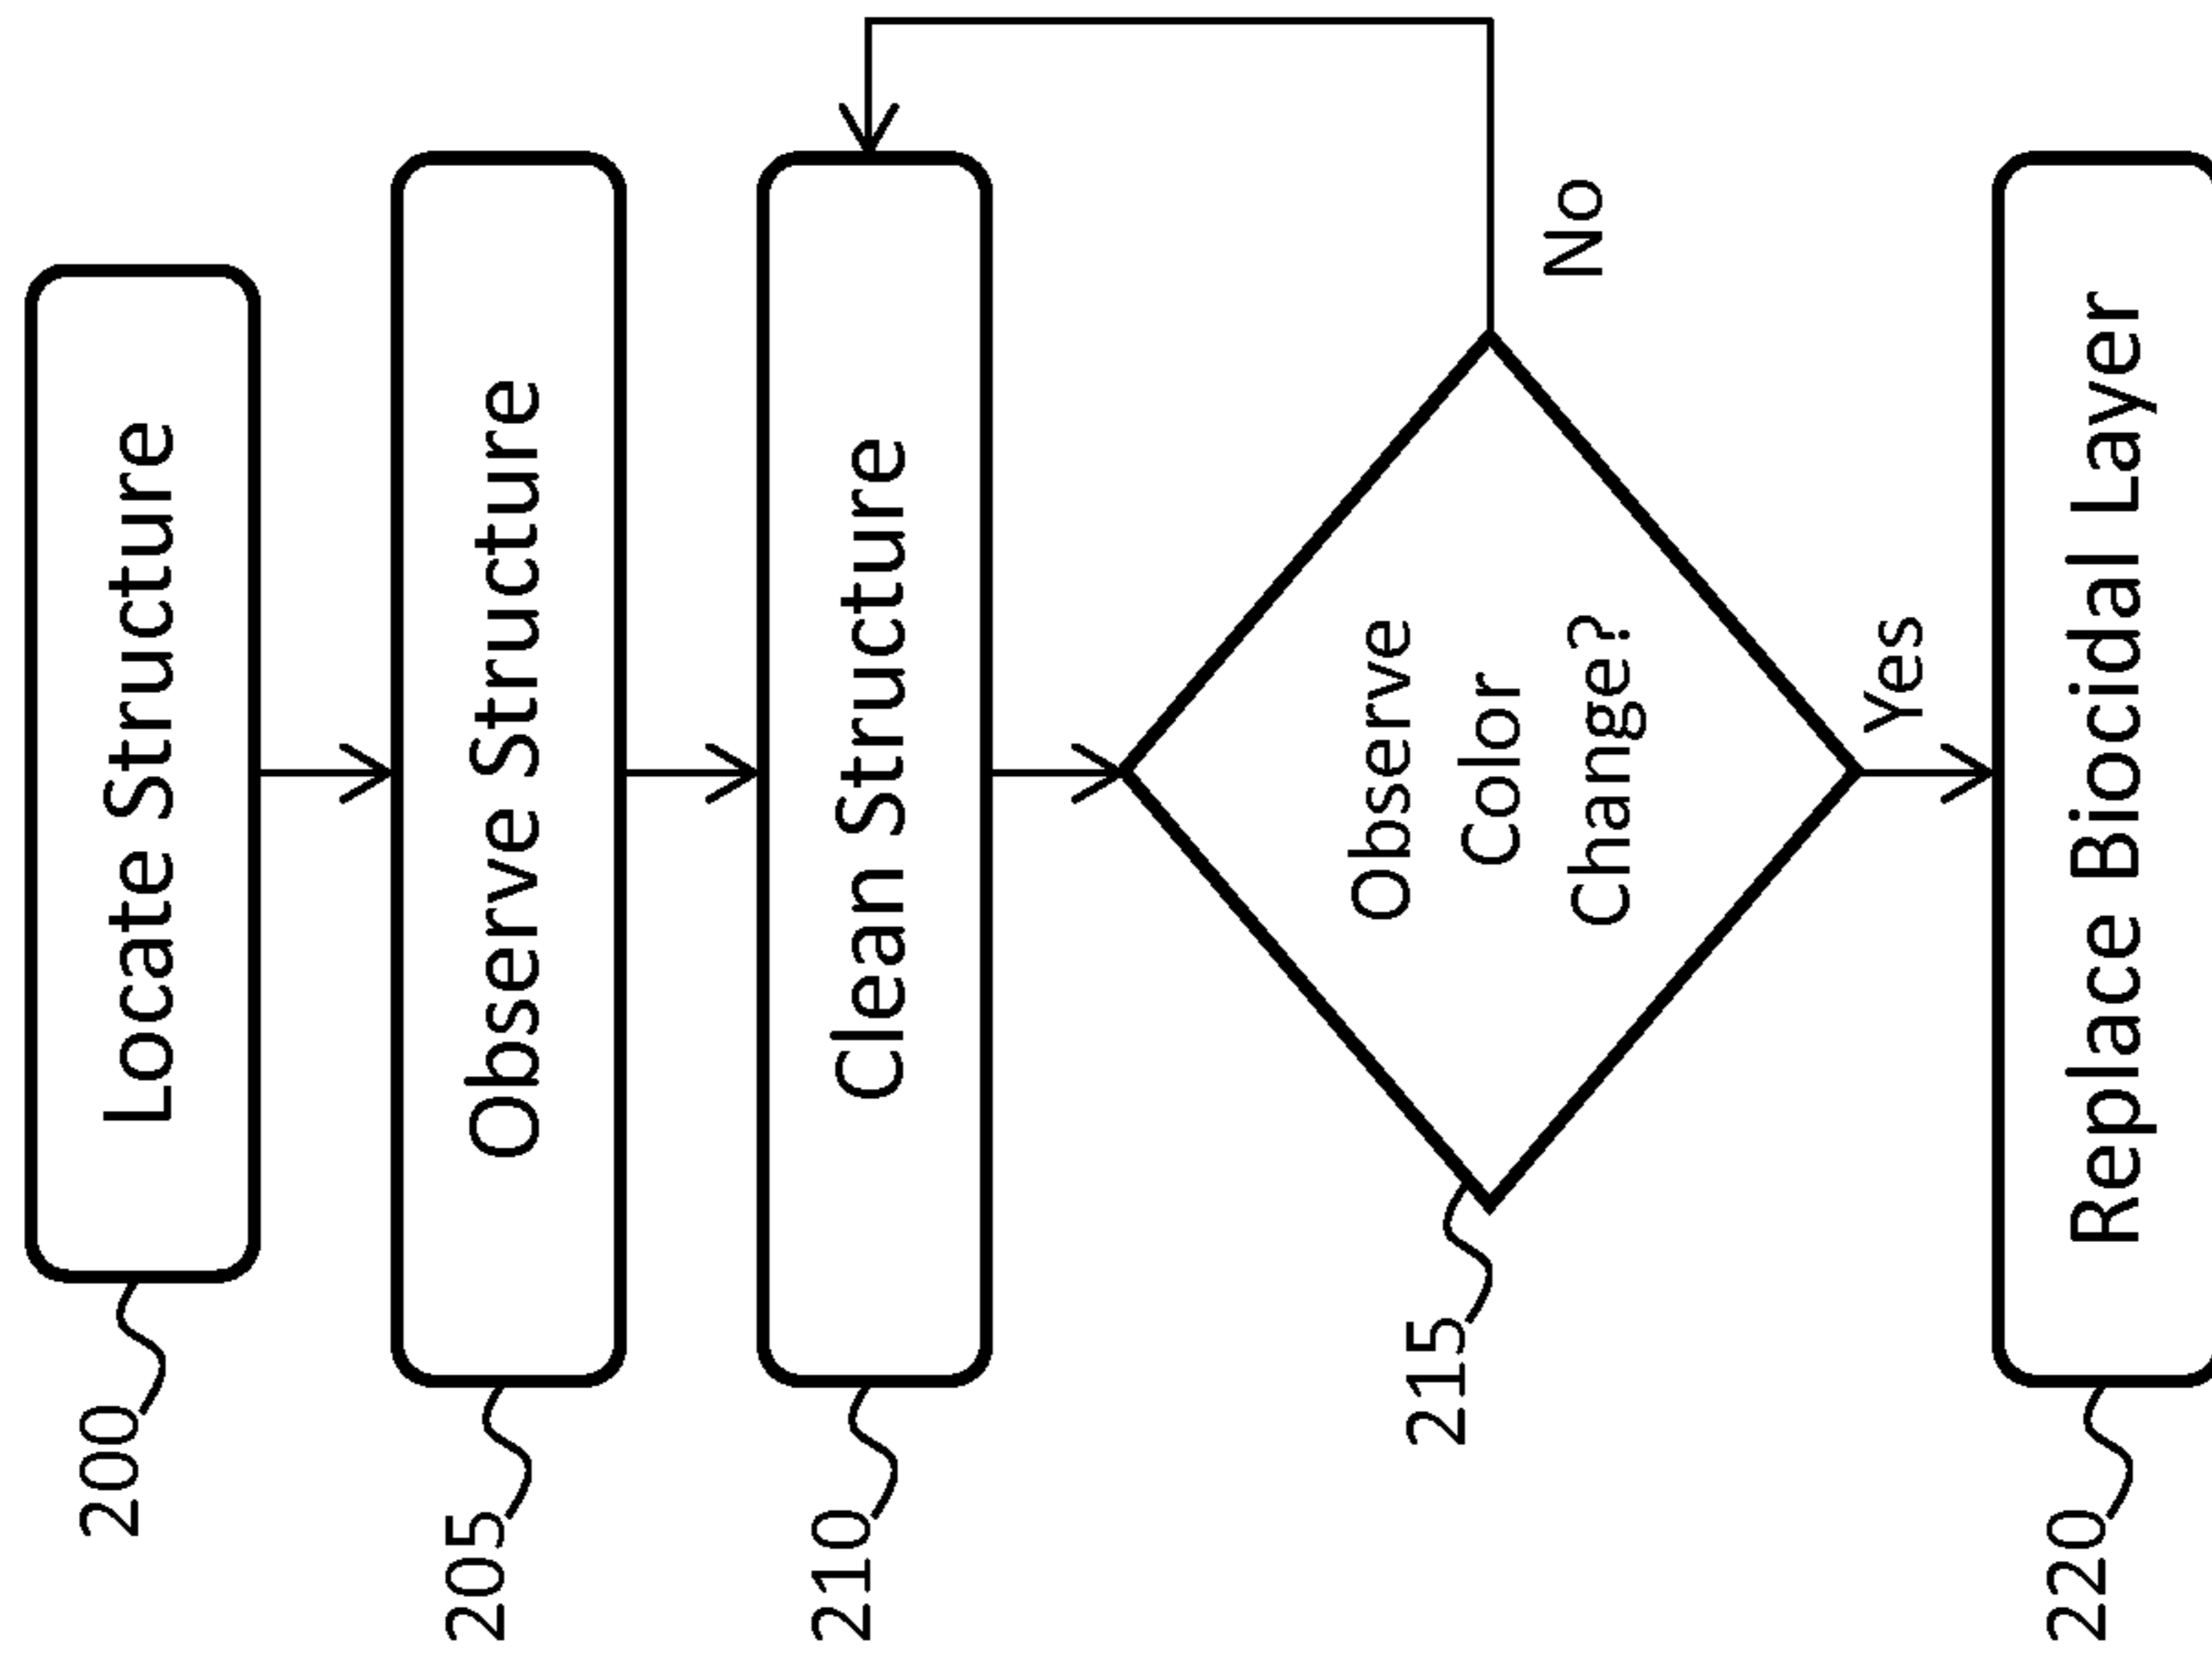 200
Locate Structure
205
Observe Structure
210
Clean Structure
215
Observe
Color
Change?
No
Yes
220
Replace Biocidal Layer